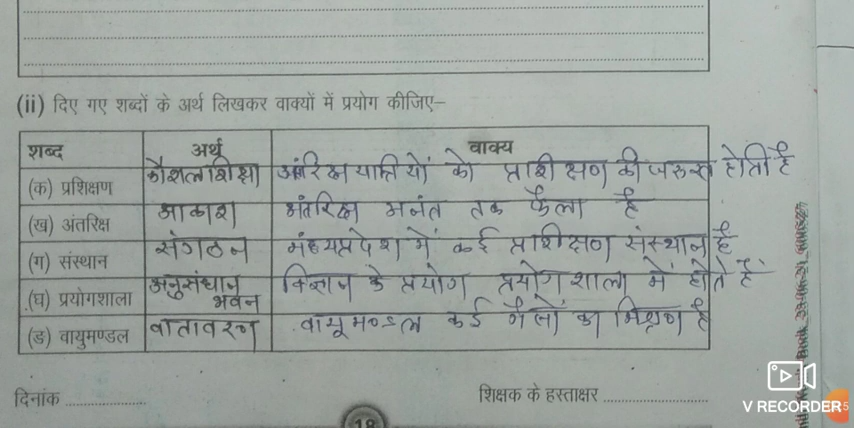 (ii) दिए गए शब्दों के अर्थ लिखकर वाक्यों में प्रयोग कीजिए–
शब्द अर्थ वाक्य
(क) प्रशिक्षण कौशलशिक्षा अंतरिक्ष यात्रियों को प्राशीक्षण की जरूरत होती है
(ख) अंतरिक्ष आकाश अंतरिक्ष अनंत तक फैला है
(ग) संस्थान संगठन मध्यप्रदेश में कई प्राशिक्षण संस्थान है
(घ) प्रयोगशाला अनुसंधान भवन विज्ञान के प्रयोग प्रयोगशाला में होते हैं
(ङ) वायुमण्डल वातावरण वायूमण्डल कई गैसों का मिश्रण है
दिनांक .................. शिक्षक के हस्ताक्षर ..................
18
V RECORDER